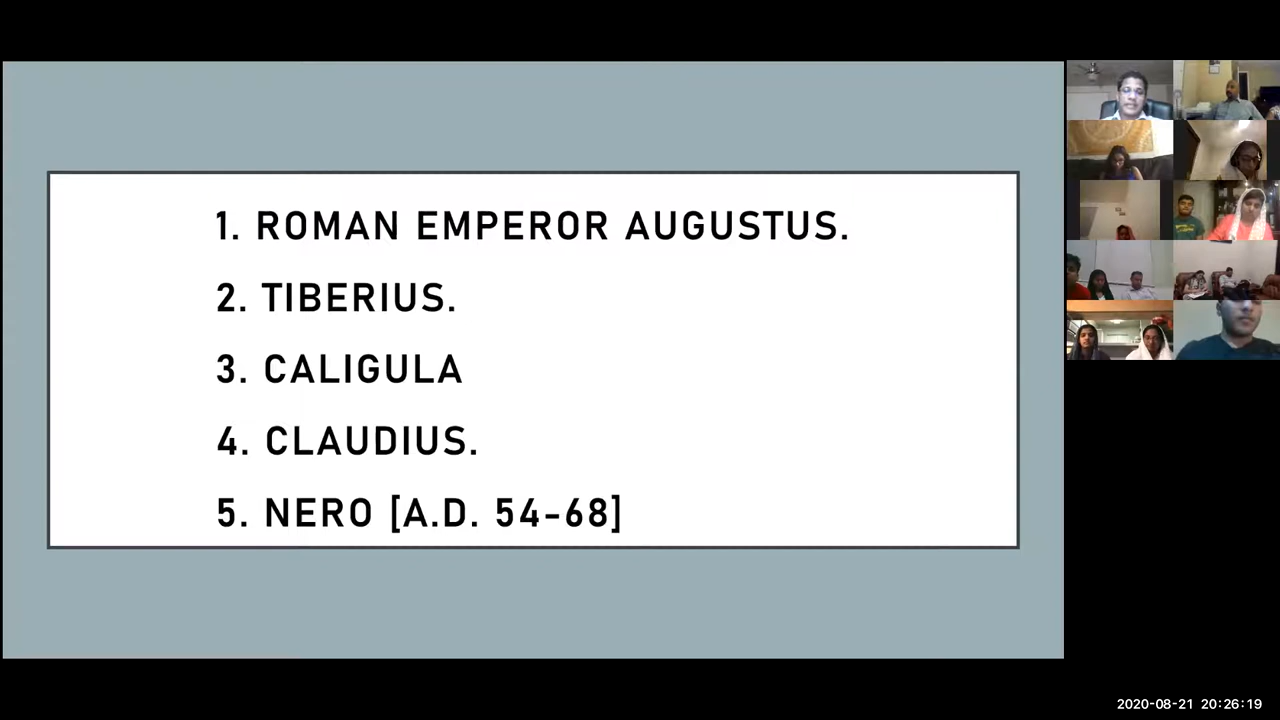 1. ROMAN EMPEROR AUGUSTUS.
2. TIBERIUS.
3. CALIGULA
4. CLAUDIUS.
5. NERO [A.D. 54-68]
2020-08-21 20:26:19